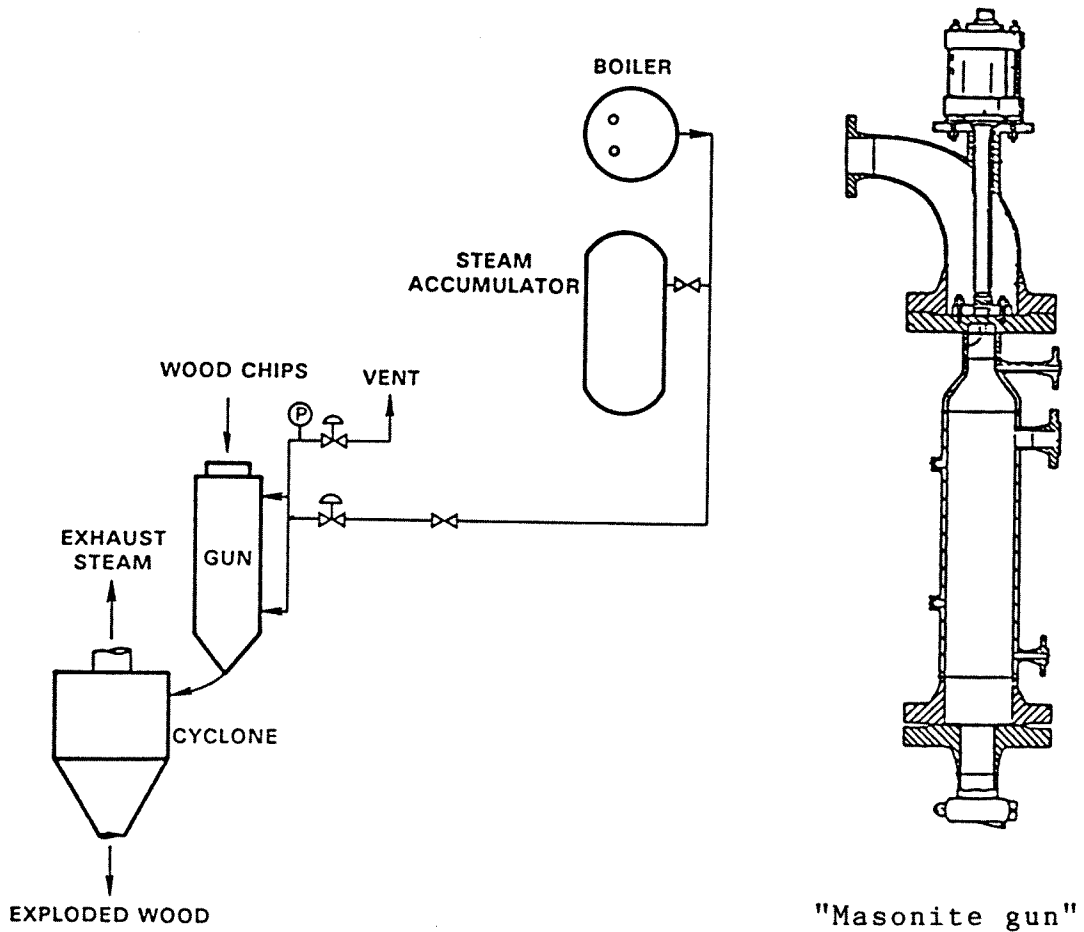 BOILER
STEAM
ACCUMULATOR
WOOD CHIPS
VENT
P
GUN
EXHAUST
STEAM
CYCLONE
EXPLODED WOOD
"Masonite gun"